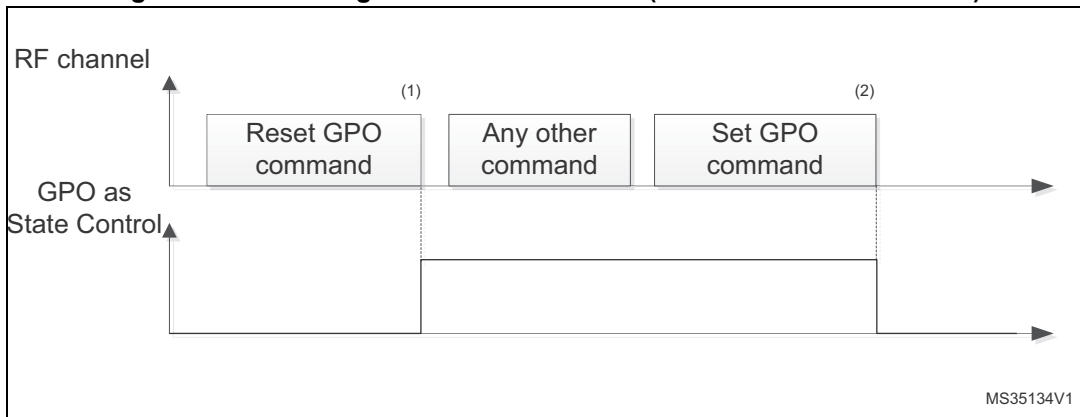 RF channel
(1)
(2)
Reset GPO
command
Any other
command
Set GPO
command
GPO as
State Control
MS35134V1